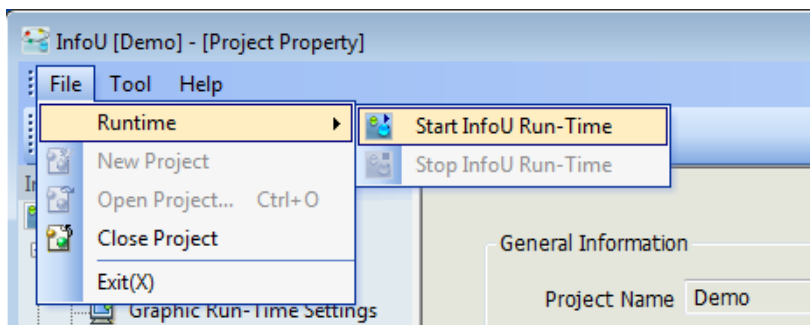 InfoU [Demo] - [Project Property]
File Tool Help
Runtime
Start InfoU Run-Time
New Project
Stop InfoU Run-Time
Open Project... Ctrl+O
Close Project
General Information
Exit(X)
Project Name Demo
Graphic Run-Time Settings